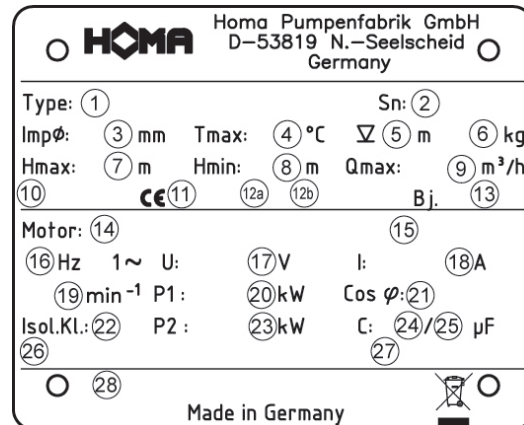 HOMA
Homa Pumpenfabrik GmbH
D–53819 N.–Seelscheid
Germany
Type: 1 Sn: 2
Impø: 3 mm Tmax: 4 °C 5 m 6 kg
Hmax: 7 m Hmin: 8 m Qmax: 9 m³/h
10 CE 11 12a 12b Bj. 13
Motor: 14 15
16 Hz 1~ U: 17 V I: 18 A
19 min⁻¹ P1: 20 kW Cos φ: 21
Isol.Kl.: 22 P2: 23 kW C: 24/25 µF
26 27
28
Made in Germany